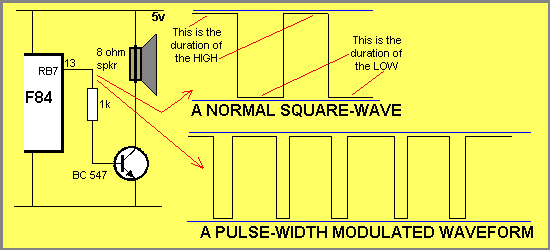 5v
8 ohm
spkr
RB7
13
F84
1k
BC 547
This is the
duration of
the HIGH
This is the
duration of
the LOW
A NORMAL SQUARE-WAVE
A PULSE-WIDTH MODULATED WAVEFORM